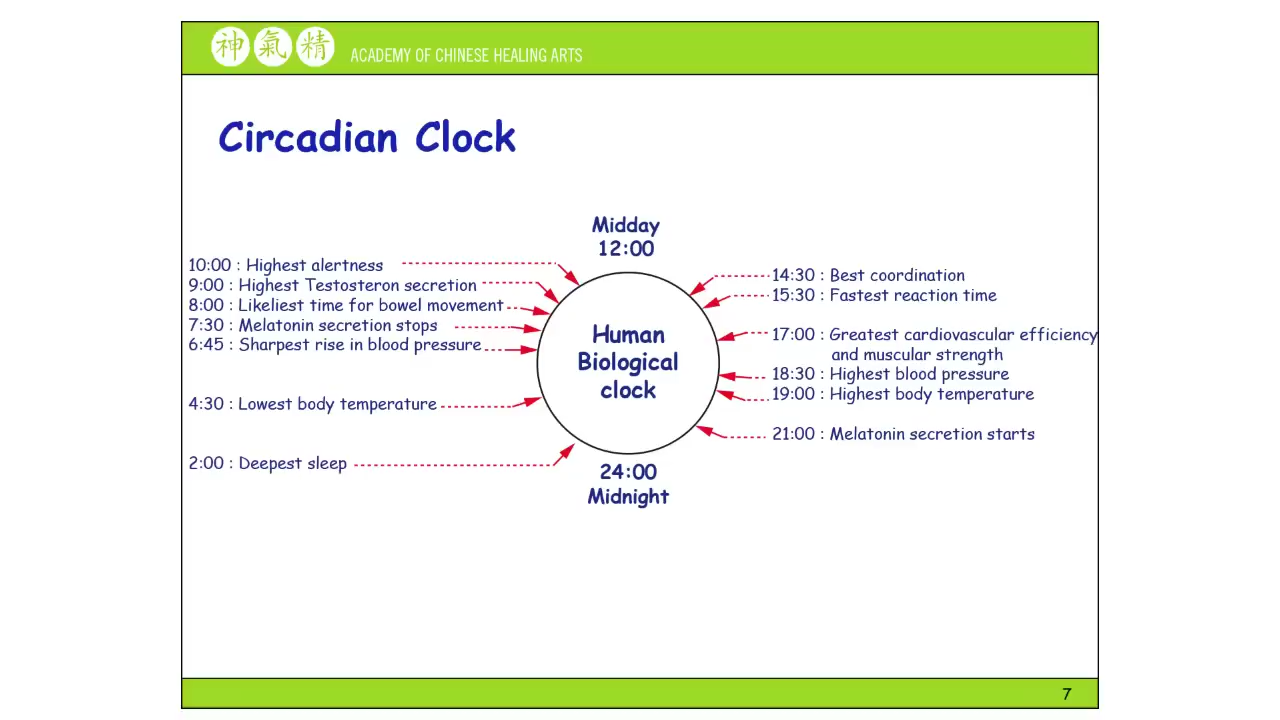 神 氣 精 ACADEMY OF CHINESE HEALING ARTS
Circadian Clock
Midday
12:00
10:00 : Highest alertness
9:00 : Highest Testosteron secretion
8:00 : Likeliest time for bowel movement
7:30 : Melatonin secretion stops
6:45 : Sharpest rise in blood pressure
4:30 : Lowest body temperature
2:00 : Deepest sleep
Human
Biological
clock
14:30 : Best coordination
15:30 : Fastest reaction time
17:00 : Greatest cardiovascular efficiency
and muscular strength
18:30 : Highest blood pressure
19:00 : Highest body temperature
21:00 : Melatonin secretion starts
24:00
Midnight
7